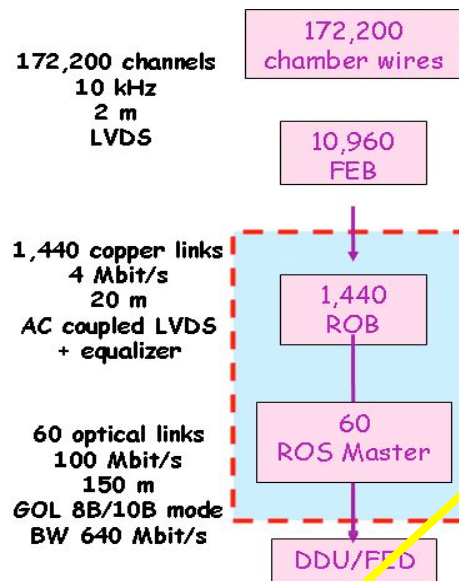 172,200 channels
10 kHz
2 m
LVDS
172,200
chamber wires
10,960
FEB
1,440 copper links
4 Mbit/s
20 m
AC coupled LVDS
+ equalizer
1,440
ROB
60 optical links
100 Mbit/s
150 m
GOL 8B/10B mode
BW 640 Mbit/s
60
ROS Master
DDU/FED